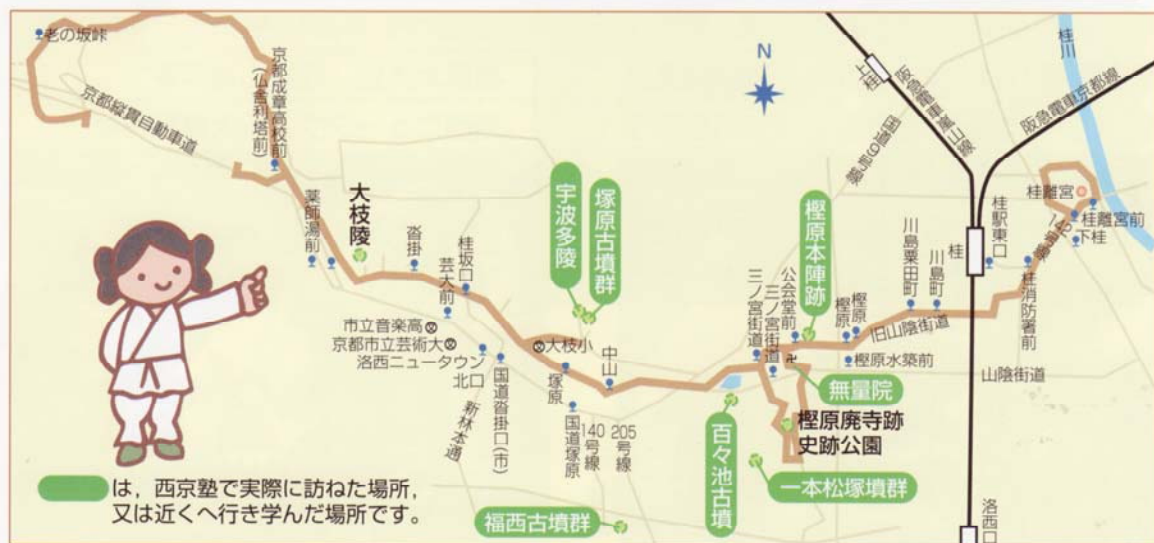 老の坂峠
京都縦貫自動車道
京都成章高校前
(仏舎利塔前)
薬師湯前
大枝陵
沓掛
芸大前
桂坂口
市立音楽高
京都市立芸術大
洛西ニュータウン
北口
新林本通
国道沓掛口(市)
大枝小
塚原
国道塚原
中山
140号線
205号線
宇波多陵
塚原古墳群
福西古墳群
N
上桂
阪急電車嵐山線
国道9号線
阪急電車京都線
桂川
桂離宮
桂離宮前
下桂
桂駅東口
桂
桂消防署前
川島町
川島粟田町
旧山陰街道
樫原
樫原
樫原水築前
山陰街道
樫原本陣跡
公会堂前
三ノ宮街道
三ノ宮街道
卍
無量院
樫原廃寺跡
史跡公園
百々池古墳
一本松塚墳群
洛西口
は，西京塾で実際に訪ねた場所，
又は近くへ行き学んだ場所です。